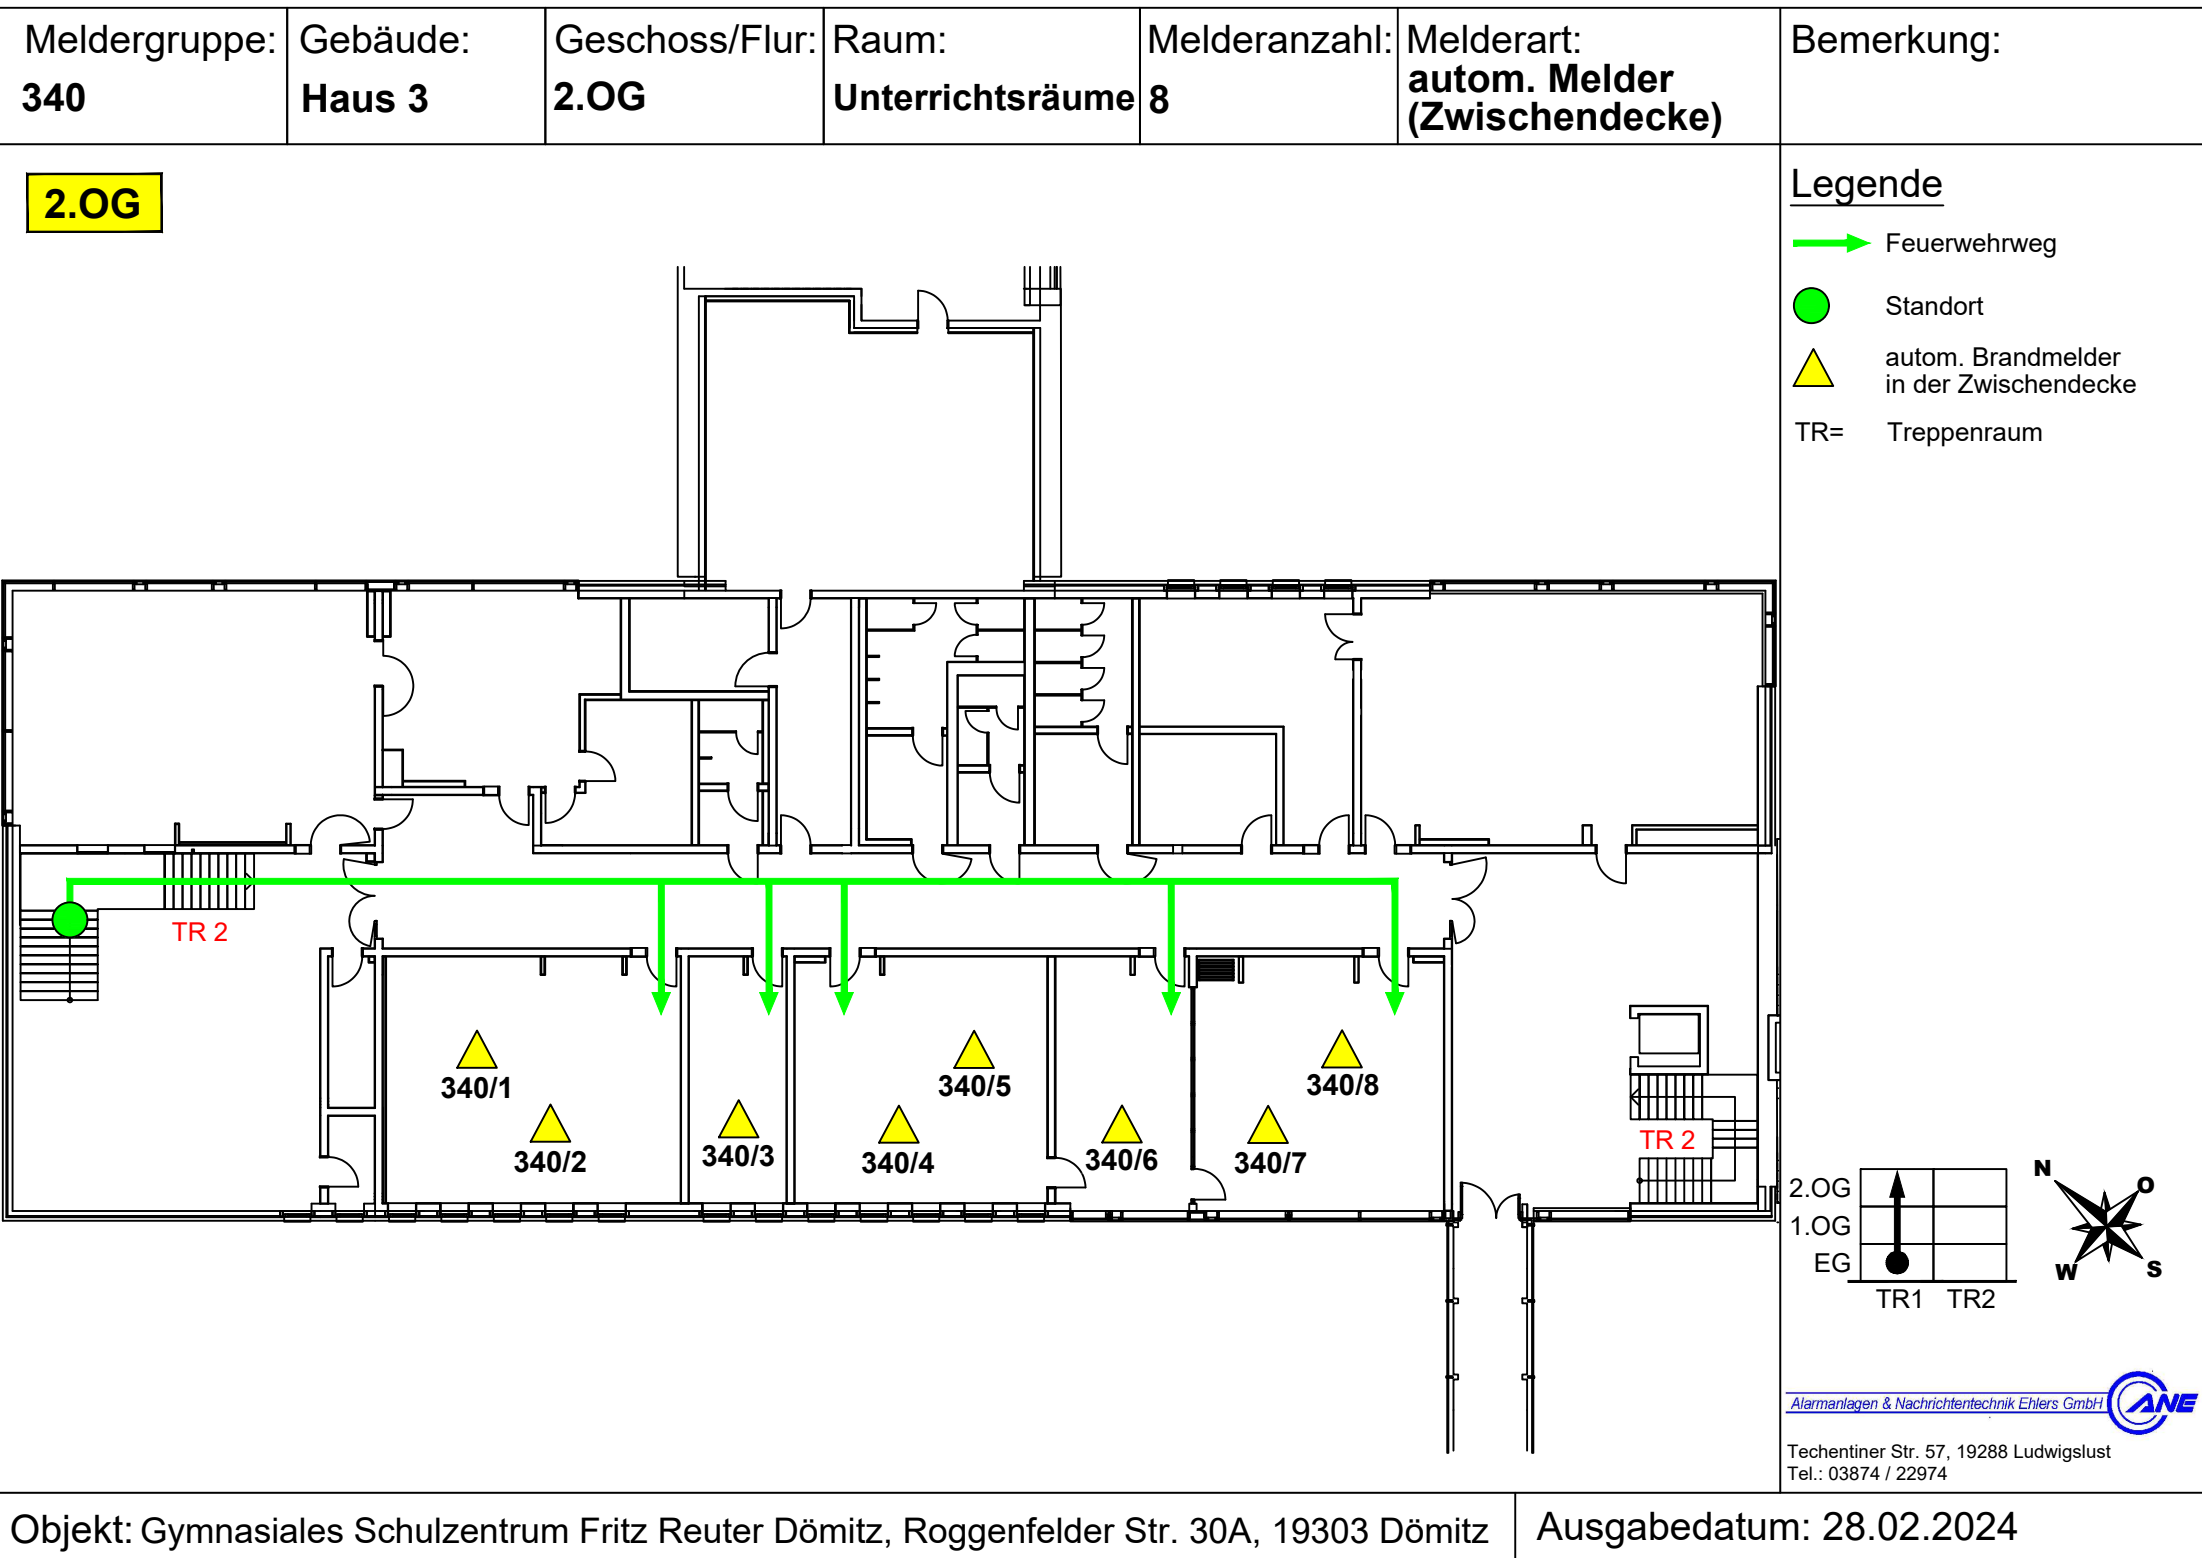 Meldergruppe:
340
Gebäude:
Haus 3
Geschoss/Flur:
2.OG
Raum:
Unterrichtsräume
Melderanzahl:
8
Melderart:
autom. Melder
(Zwischendecke)
Bemerkung:
2.OG
Legende
Feuerwehrweg
Standort
autom. Brandmelder
in der Zwischendecke
TR= Treppenraum
TR 2
340/1
340/2
340/3
340/4
340/5
340/6
340/7
340/8
TR 2
2.OG
1.OG
EG
TR1 TR2
N
O
W
S
Alarmanlagen & Nachrichtentechnik Ehlers GmbH
ANE
Techentiner Str. 57, 19288 Ludwigslust
Tel.: 03874 / 22974
Objekt: Gymnasiales Schulzentrum Fritz Reuter Dömitz, Roggenfelder Str. 30A, 19303 Dömitz
Ausgabedatum: 28.02.2024